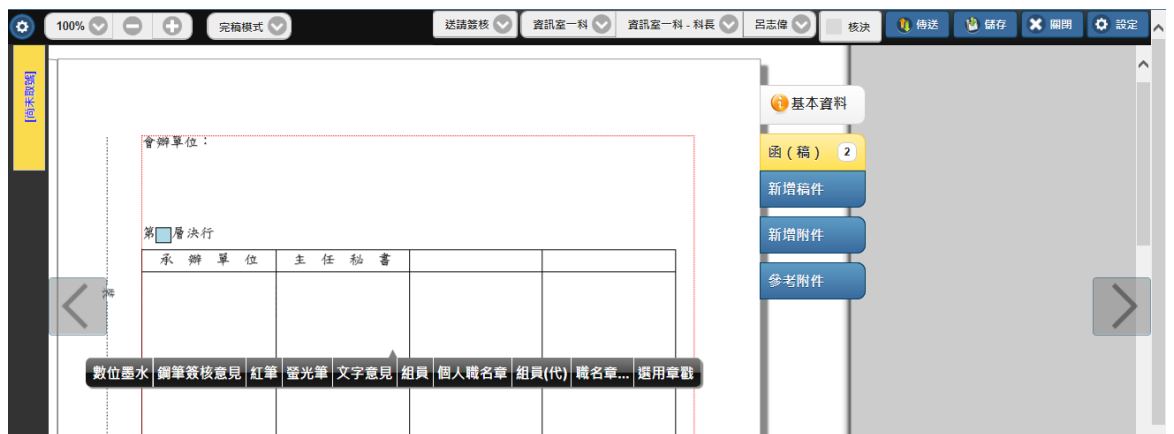 100% 完稿模式 送請簽核 資訊室一科 資訊室一科 - 科長 呂志偉 核決 傳送 儲存 關閉 設定
[尚未取號]
基本資料
會辦單位：
函(稿) 2
新增稿件
第 層決行
新增附件
承辦單位 主任秘書
參考附件
數位墨水 鋼筆簽核意見 紅筆 螢光筆 文字意見 組員 個人職名章 組員(代) 職名章... 選用章戳